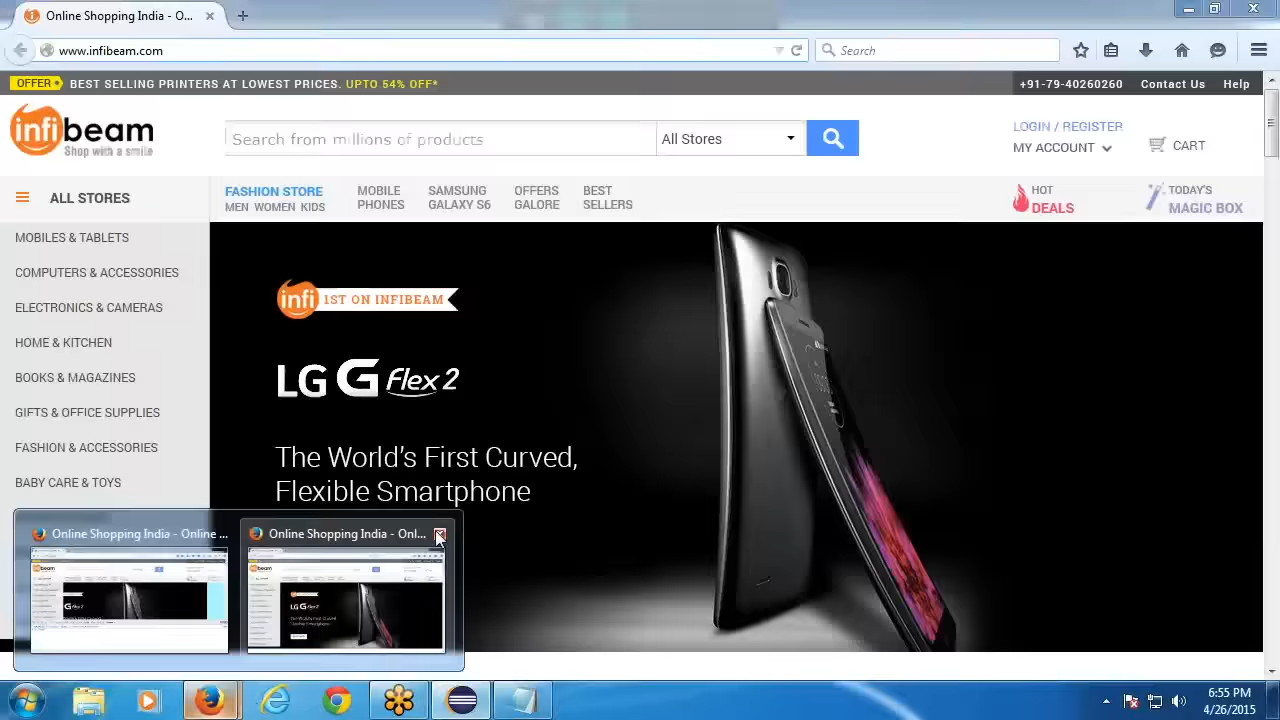 Online Shopping India - O...
www.infibeam.com
Search
OFFER
BEST SELLING PRINTERS AT LOWEST PRICES. UPTO 54% OFF*
+91-79-40260260 Contact Us Help
infibeam
Shop with a smile
Search from millions of products
All Stores
LOGIN / REGISTER
MY ACCOUNT
CART
ALL STORES
FASHION STORE
MEN WOMEN KIDS
MOBILE
PHONES
SAMSUNG
GALAXY S6
OFFERS
GALORE
BEST
SELLERS
HOT
DEALS
TODAY'S
MAGIC BOX
MOBILES & TABLETS
COMPUTERS & ACCESSORIES
ELECTRONICS & CAMERAS
HOME & KITCHEN
BOOKS & MAGAZINES
GIFTS & OFFICE SUPPLIES
FASHION & ACCESSORIES
BABY CARE & TOYS
infi 1ST ON INFIBEAM
LG G Flex2
The World's First Curved,
Flexible Smartphone
Online Shopping India - Online ...
Online Shopping India - Onl...
LG G Flex2
6:55 PM
4/26/2015